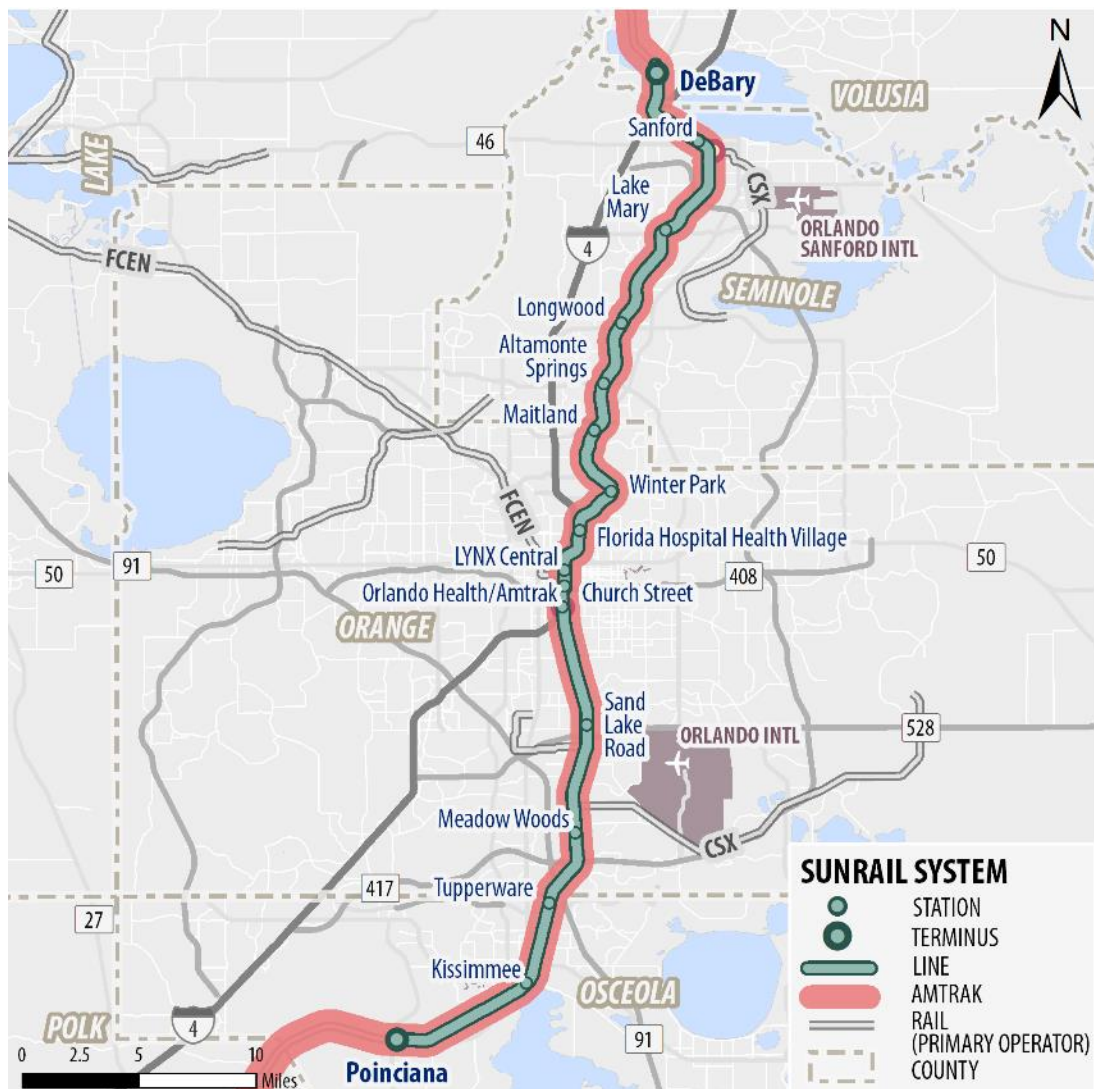 N
DeBary
VOLUSIA
Sanford
46
LAKE
Lake
Mary
CSX
4
ORLANDO
SANFORD INTL
FCEN
SEMINOLE
Longwood
Altamonte
Springs
Maitland
Winter Park
FCEN
Florida Hospital Health Village
LYNX Central
91
50
50
408
Orlando Health/Amtrak
Church Street
ORANGE
Sand
Lake
Road
ORLANDO INTL
528
Meadow Woods
CSX
Tupperware
417
27
Kissimmee
OSCEOLA
POLK
4
91
Poinciana
0 2.5 5 10
Miles
SUNRAIL SYSTEM
STATION
TERMINUS
LINE
AMTRAK
RAIL
(PRIMARY OPERATOR)
COUNTY